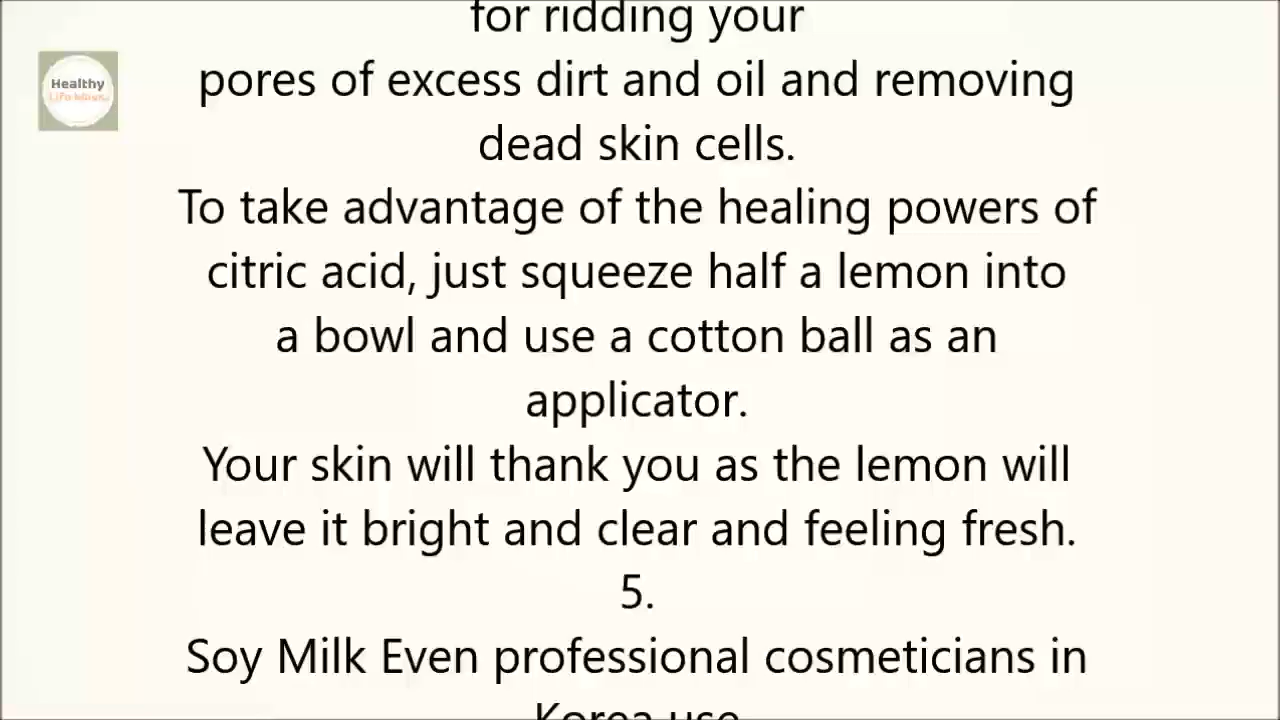 for ridding your
Healthy
pores of excess dirt and oil and removing
dead skin cells.
To take advantage of the healing powers of
citric acid, just squeeze half a lemon into
a bowl and use a cotton ball as an
applicator.
Your skin will thank you as the lemon will
leave it bright and clear and feeling fresh.
5.
Soy Milk Even professional cosmeticians in
Korea use